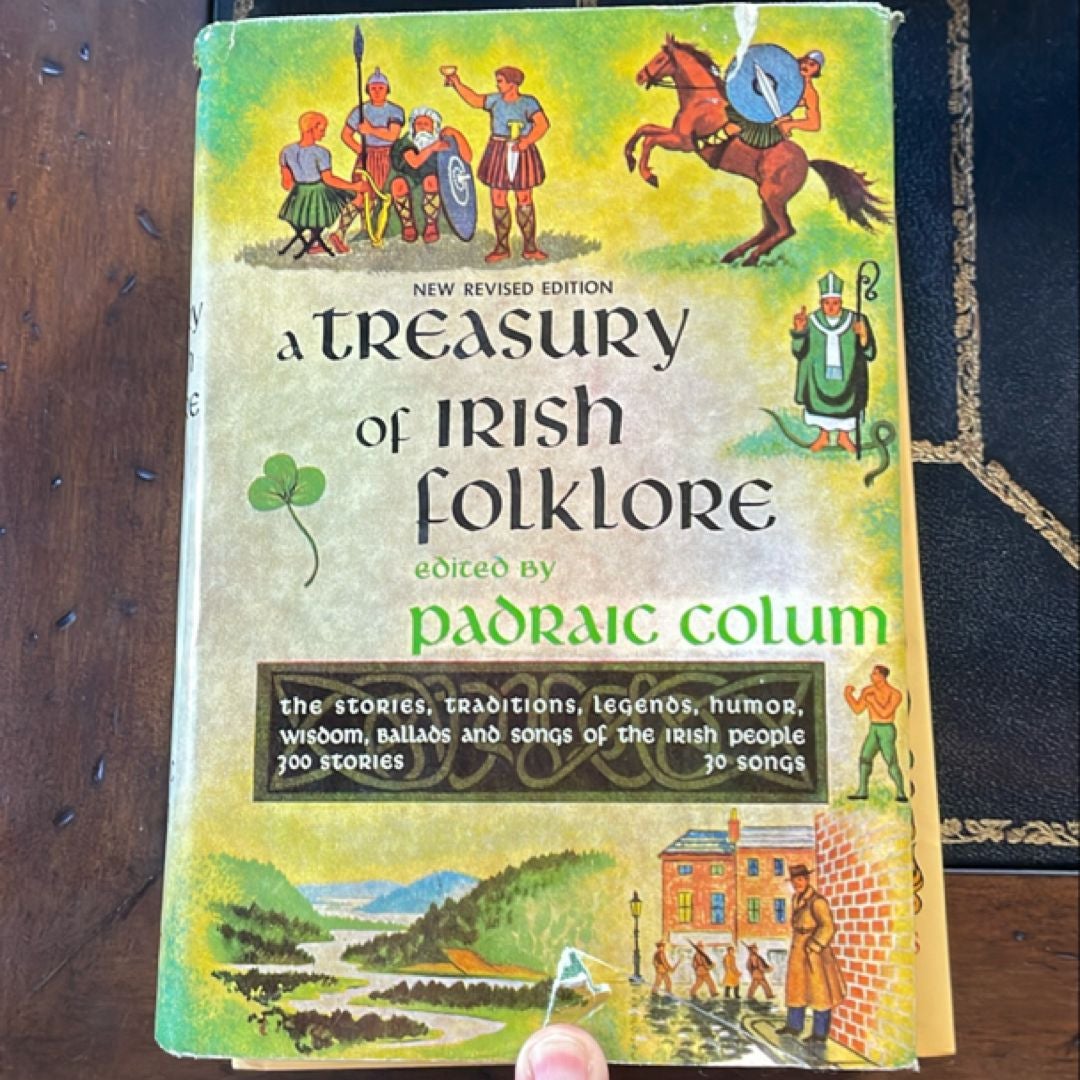 NEW REVISED EDITION
a TREASURY
of IRISh
folkLORE
edited by
padraic colum
the stories, traditions, legends, humor,
wisdom, ballads and songs of the irish people
300 stories 30 songs